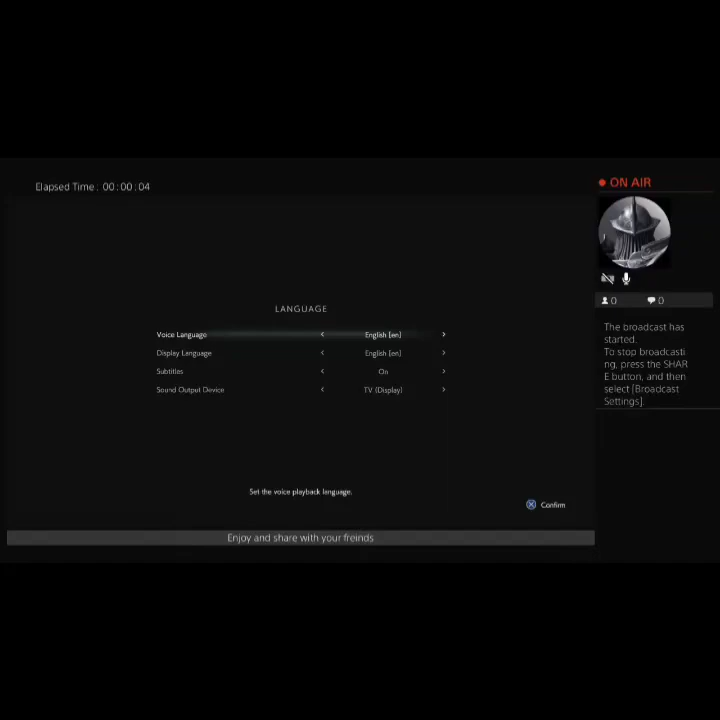 Elapsed Time : 00:00:04
ON AIR
0 0
The broadcast has
started.
To stop broadcasti
ng, press the SHAR
E button, and then
select [Broadcast
Settings].
LANGUAGE
Voice Language < English [en] >
Display Language < English [en] >
Subtitles < On >
Sound Output Device < TV (Display) >
Set the voice playback language.
Confirm
Enjoy and share with your freinds